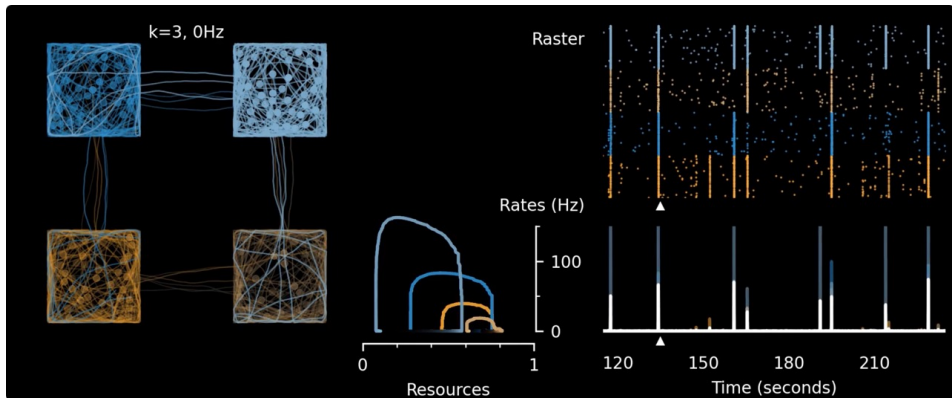 k=3, 0Hz
Raster
Rates (Hz)
100
0
0
1
Resources
120
150
180
210
Time (seconds)